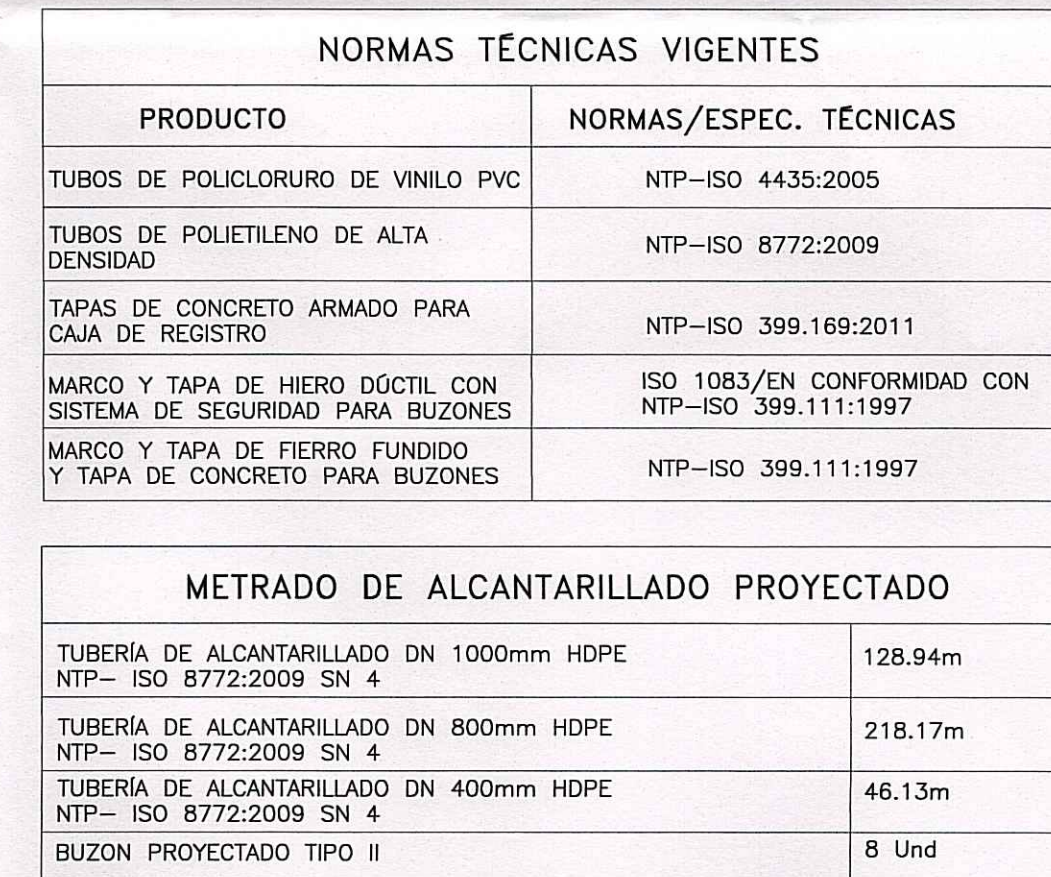 NORMAS TÉCNICAS VIGENTES
PRODUCTO
NORMAS/ESPEC. TÉCNICAS
TUBOS DE POLICLORURO DE VINILO PVC
NTP-ISO 4435:2005
TUBOS DE POLIETILENO DE ALTA
DENSIDAD
NTP-ISO 8772:2009
TAPAS DE CONCRETO ARMADO PARA
CAJA DE REGISTRO
NTP-ISO 399.169:2011
MARCO Y TAPA DE HIERO DÚCTIL CON
SISTEMA DE SEGURIDAD PARA BUZONES
ISO 1083/EN CONFORMIDAD CON
NTP-ISO 399.111:1997
MARCO Y TAPA DE FIERRO FUNDIDO
Y TAPA DE CONCRETO PARA BUZONES
NTP-ISO 399.111:1997
METRADO DE ALCANTARILLADO PROYECTADO
TUBERÍA DE ALCANTARILLADO DN 1000mm HDPE
NTP- ISO 8772:2009 SN 4
128.94m
TUBERÍA DE ALCANTARILLADO DN 800mm HDPE
NTP- ISO 8772:2009 SN 4
218.17m
TUBERÍA DE ALCANTARILLADO DN 400mm HDPE
NTP- ISO 8772:2009 SN 4
46.13m
BUZON PROYECTADO TIPO II
8 Und